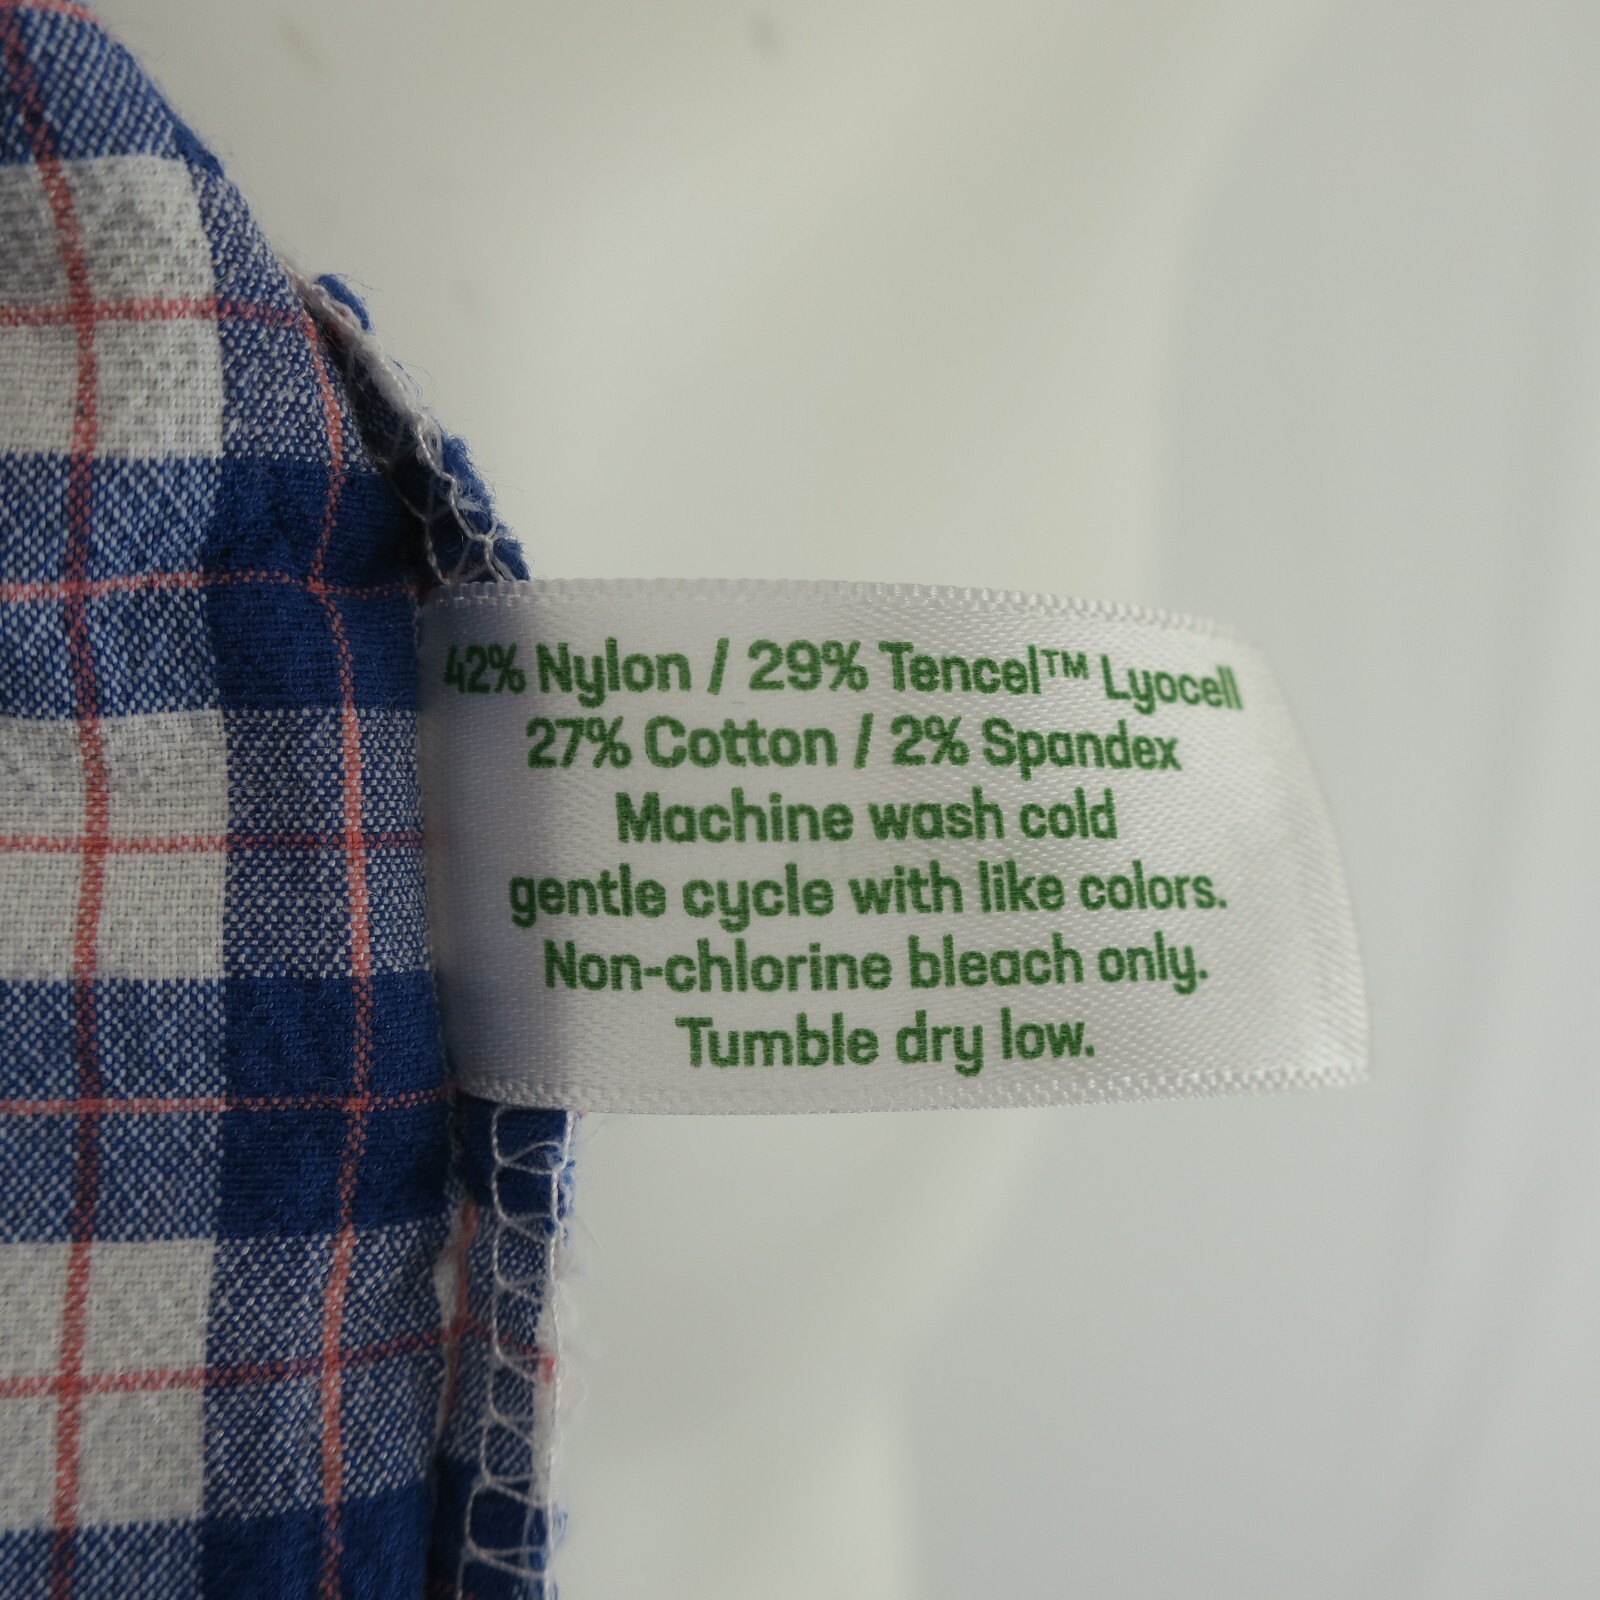 42% Nylon / 29% Tencel™ Lyocell
27% Cotton / 2% Spandex
Machine wash cold
gentle cycle with like colors.
Non-chlorine bleach only.
Tumble dry low.